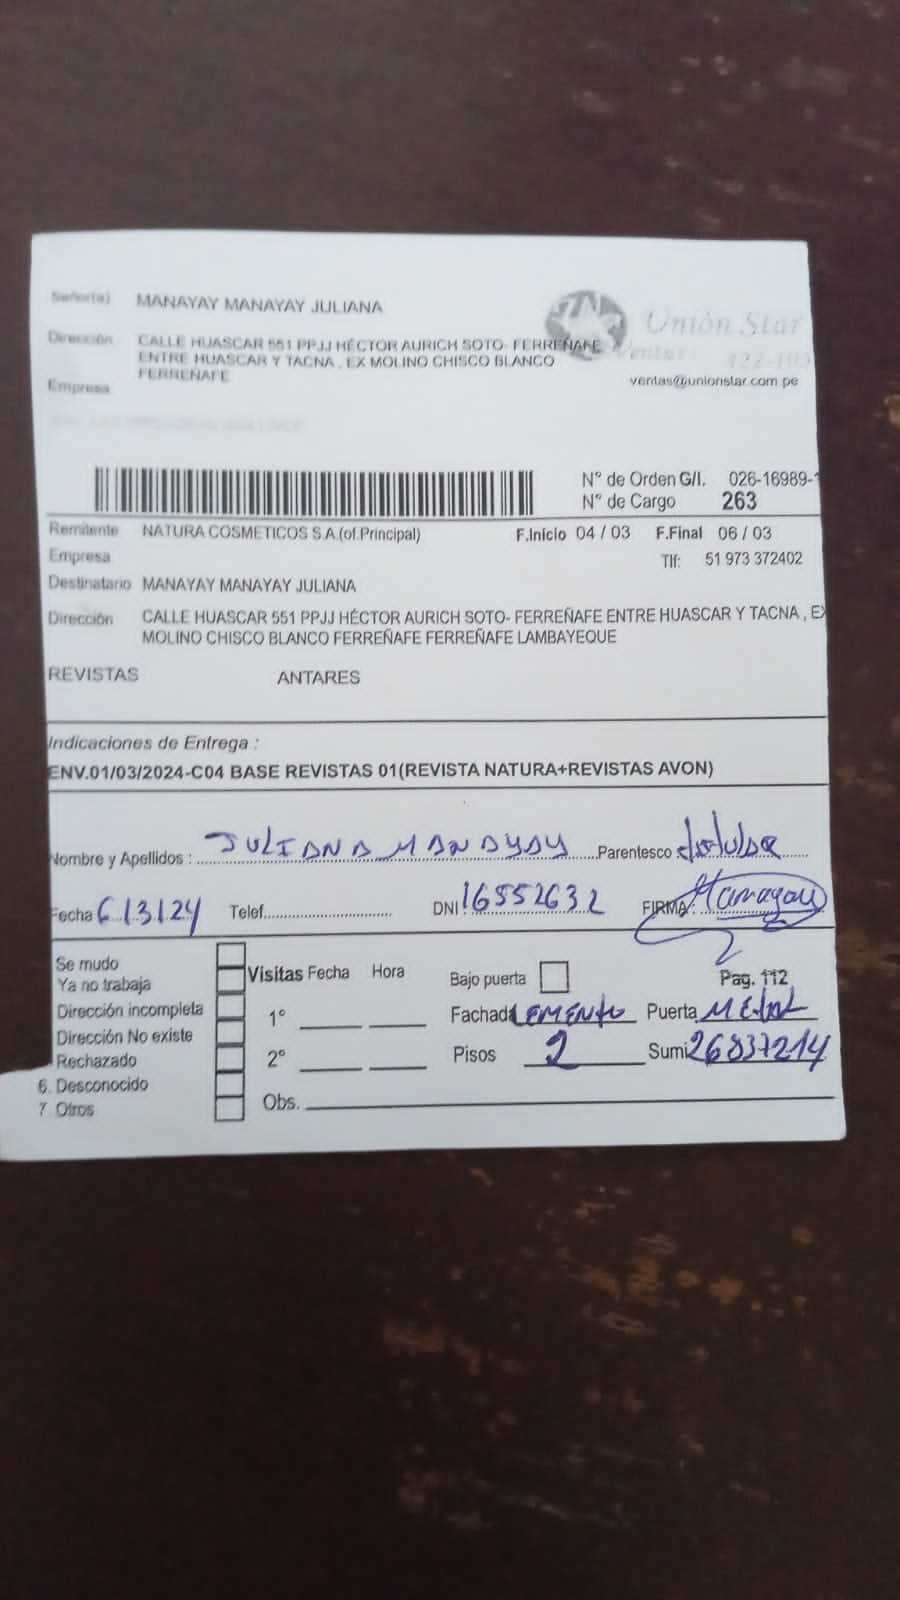 Señor(a) MANAYAY MANAYAY JULIANA
Unión Star
Dirección CALLE HUASCAR 551 PPJJ HÉCTOR AURICH SOTO- FERREÑAFE
ENTRE HUASCAR Y TACNA , EX MOLINO CHISCO BLANCO
FERREÑAFE
ventas@unionstar.com.pe
Empresa
N° de Orden G/I. 026-16989-
N° de Cargo 263
Remitente NATURA COSMETICOS S.A.(of.Principal) F.Inicio 04 / 03 F.Final 06 / 03
Empresa Tlf: 51 973 372402
Destinatario MANAYAY MANAYAY JULIANA
Dirección CALLE HUASCAR 551 PPJJ HÉCTOR AURICH SOTO- FERREÑAFE ENTRE HUASCAR Y TACNA , EX
MOLINO CHISCO BLANCO FERREÑAFE FERREÑAFE LAMBAYEQUE
REVISTAS ANTARES
Indicaciones de Entrega :
ENV.01/03/2024-C04 BASE REVISTAS 01(REVISTA NATURA+REVISTAS AVON)
Nombre y Apellidos : JULIANA MANAYAY Parentesco :
Fecha 6/3/24 Telef. DNI 16552632 FIRMA: Manayay
Se mudo
Ya no trabaja
Dirección incompleta
Dirección No existe
Rechazado
6. Desconocido
7 Otros
Visitas Fecha Hora
1°
2°
Obs.
Bajo puerta Pag. 112
Fachada CEMENTO Puerta METAL
Pisos 2 Sumi 26837214